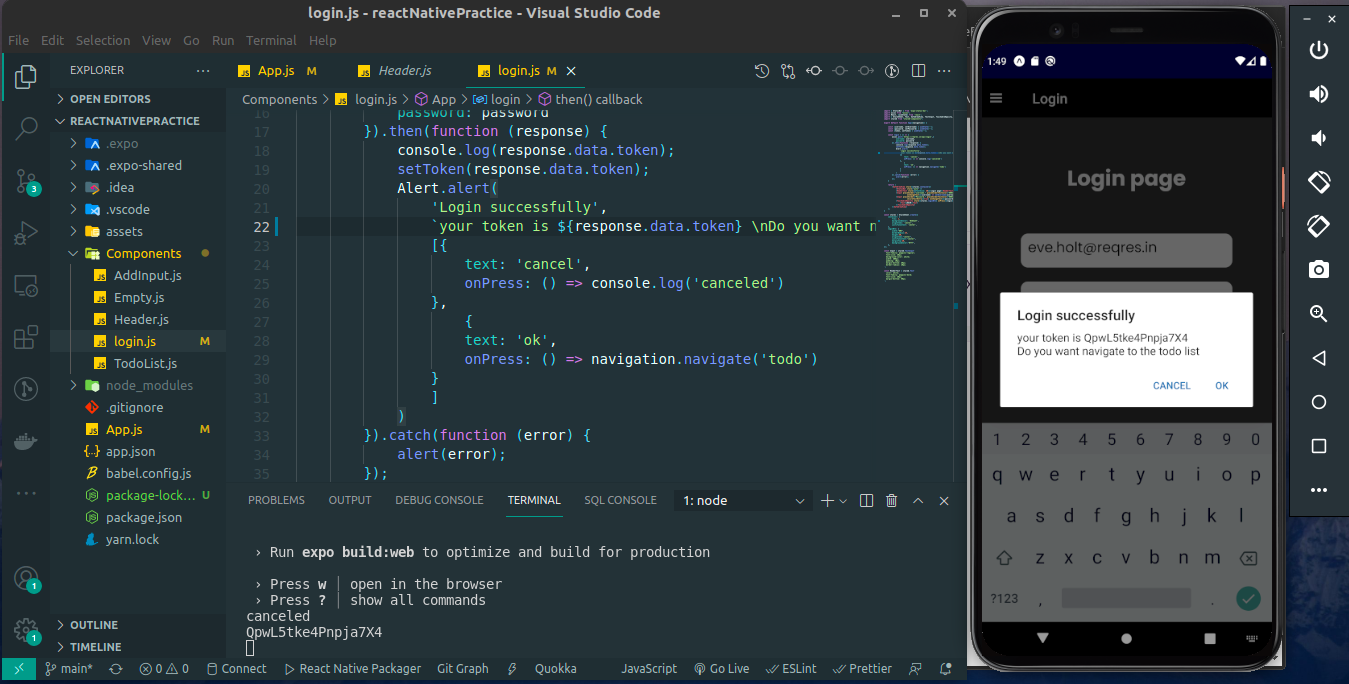 login.js - reactNativePractice - Visual Studio Code
File Edit Selection View Go Run Terminal Help
EXPLORER
OPEN EDITORS
REACTNATIVEPRACTICE
.expo
.expo-shared
.idea
.vscode
assets
Components
AddInput.js
Empty.js
Header.js
login.js M
TodoList.js
node_modules
.gitignore
App.js M
app.json
babel.config.js
package-lock... U
package.json
yarn.lock
OUTLINE
TIMELINE
3
1
1
App.js M Header.js login.js M
Components > login.js > App > login > then() callback
16 password: password
17 }).then(function (response) {
18 console.log(response.data.token);
19 setToken(response.data.token);
20 Alert.alert(
21 'Login successfully',
22 `your token is ${response.data.token} \nDo you want n
23 [{
24 text: 'cancel',
25 onPress: () => console.log('canceled')
26 },
27 {
28 text: 'ok',
29 onPress: () => navigation.navigate('todo')
30 }
31 ]
32 )
33 }).catch(function (error) {
34 alert(error);
35 });
PROBLEMS OUTPUT DEBUG CONSOLE TERMINAL SQL CONSOLE 1: node
› Run expo build:web to optimize and build for production
› Press w | open in the browser
› Press ? | show all commands
canceled
QpwL5tke4Pnpja7X4
main* 0 0 Connect React Native Packager Git Graph Quokka JavaScript Go Live ESLint Prettier
1:49
Login
Login page
eve.holt@reqres.in
Login successfully
your token is QpwL5tke4Pnpja7X4
Do you want navigate to the todo list
CANCEL OK
1 2 3 4 5 6 7 8 9 0
q w e r t y u i o p
a s d f g h j k l
z x c v b n m
?123 , .